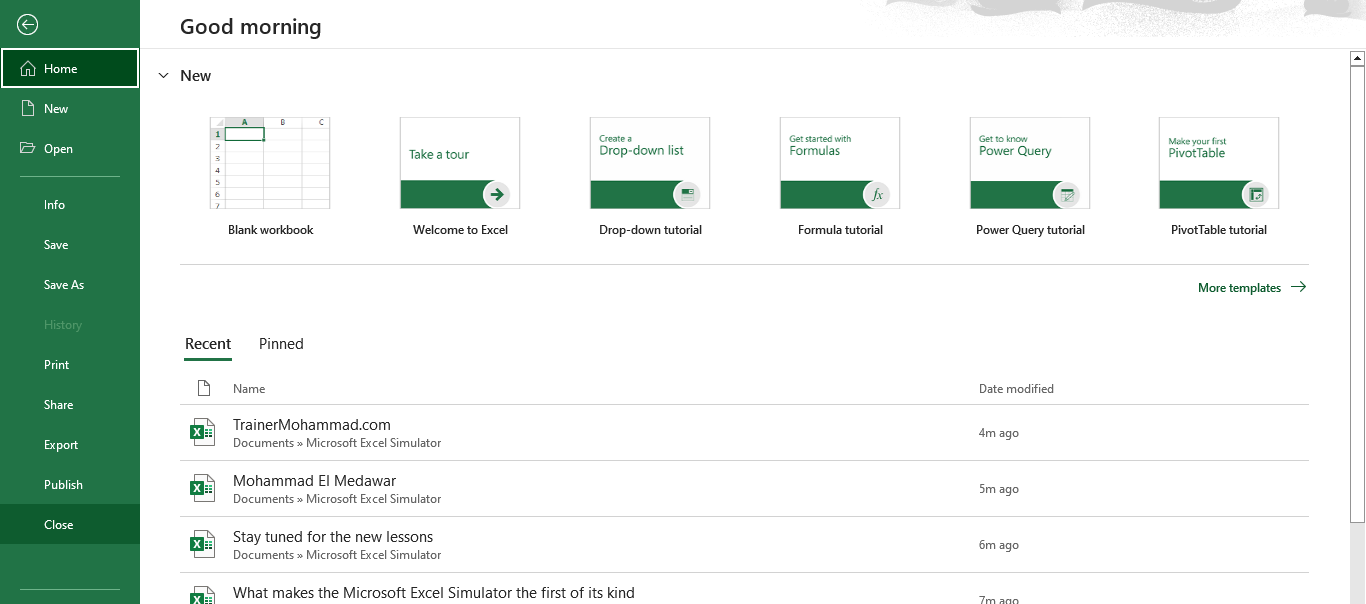 Good morning
Home
New
Open
Info
Save
Save As
History
Print
Share
Export
Publish
Close
New
A B C
1
2
3
4
5
6
7
Blank workbook
Take a tour
Welcome to Excel
Create a
Drop-down list
Drop-down tutorial
Get started with
Formulas
fx
Formula tutorial
Get to know
Power Query
Power Query tutorial
Make your first
PivotTable
PivotTable tutorial
More templates
Recent Pinned
Name Date modified
TrainerMohammad.com
Documents » Microsoft Excel Simulator
4m ago
Mohammad El Medawar
Documents » Microsoft Excel Simulator
5m ago
Stay tuned for the new lessons
Documents » Microsoft Excel Simulator
6m ago
What makes the Microsoft Excel Simulator the first of its kind
7m ago